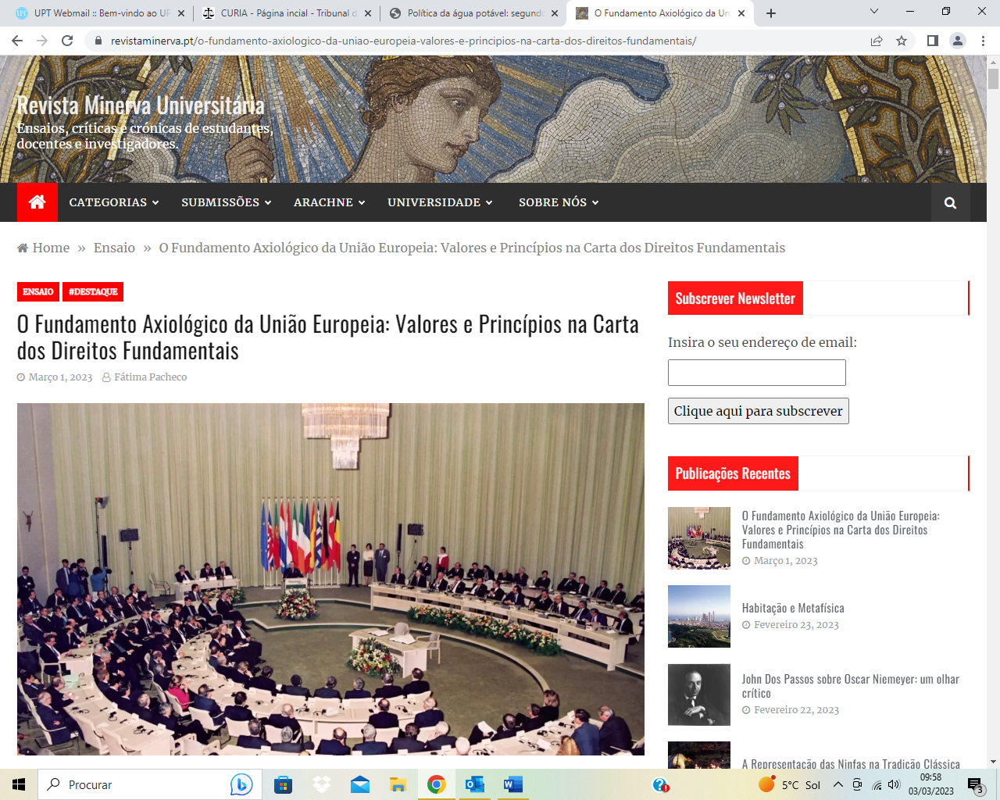 UPT Webmail :: Bem-vindo ao UP
CURIA - Página incial - Tribunal d
Política da água potável: segundo
O Fundamento Axiológico da Un
revistaminerva.pt/o-fundamento-axiologico-da-uniao-europeia-valores-e-principios-na-carta-dos-direitos-fundamentais/
Revista Minerva Universitária
Ensaios, críticas e crónicas de estudantes,
docentes e investigadores.
CATEGORIAS SUBMISSÕES ARACHNE UNIVERSIDADE SOBRE NÓS
Home » Ensaio » O Fundamento Axiológico da União Europeia: Valores e Princípios na Carta dos Direitos Fundamentais
ENSAIO #DESTAQUE
O Fundamento Axiológico da União Europeia: Valores e Princípios na Carta
dos Direitos Fundamentais
Março 1, 2023 Fátima Pacheco
Subscrever Newsletter
Insira o seu endereço de email:
Clique aqui para subscrever
Publicações Recentes
O Fundamento Axiológico da União Europeia:
Valores e Princípios na Carta dos Direitos
Fundamentais
Março 1, 2023
Habitação e Metafísica
Fevereiro 23, 2023
John Dos Passos sobre Oscar Niemeyer: um olhar
crítico
Fevereiro 22, 2023
A Representação das Ninfas na Tradição Clássica
Procurar
5°C Sol
09:58
03/03/2023
3